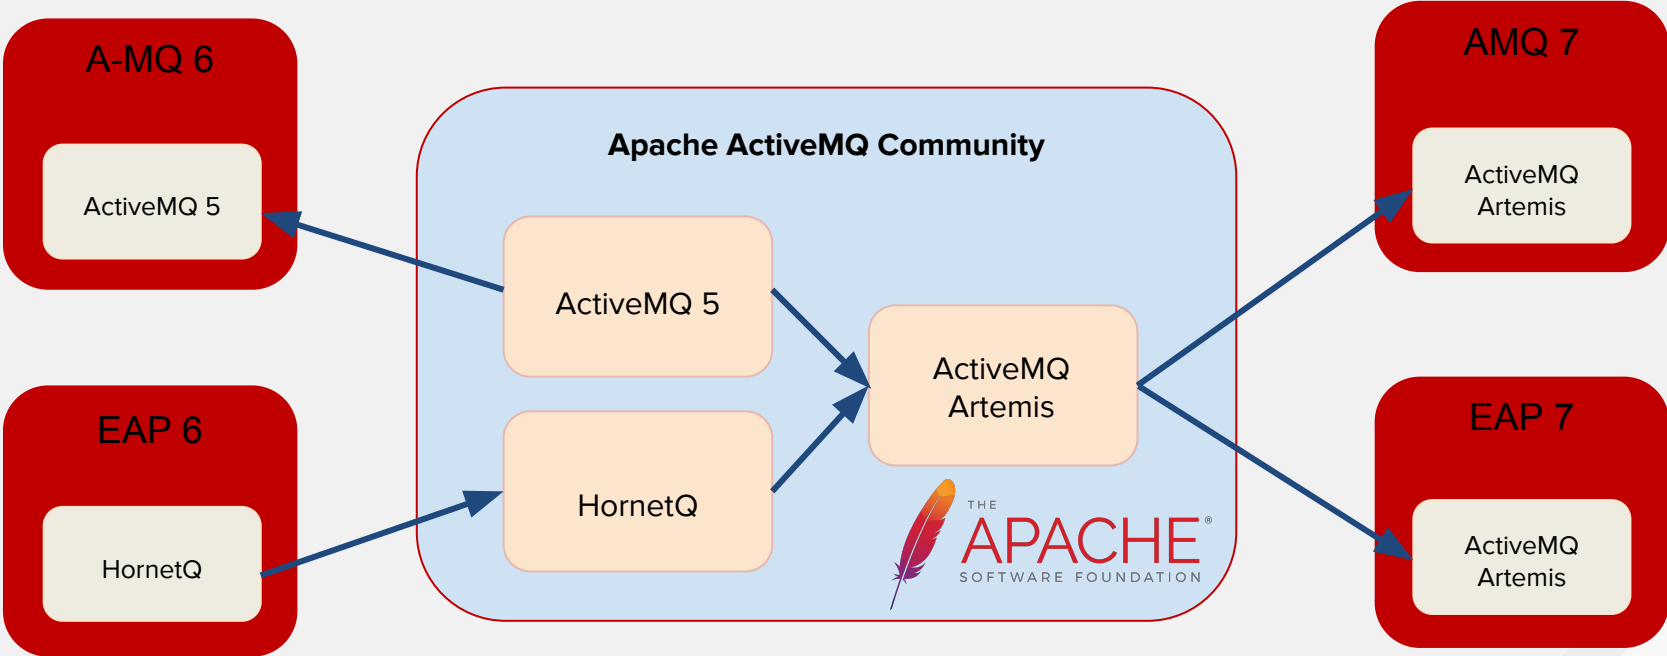 A-MQ 6
ActiveMQ 5
EAP 6
HornetQ
Apache ActiveMQ Community
ActiveMQ 5
HornetQ
ActiveMQ
Artemis
THE
APACHE®
SOFTWARE FOUNDATION
AMQ 7
ActiveMQ
Artemis
EAP 7
ActiveMQ
Artemis